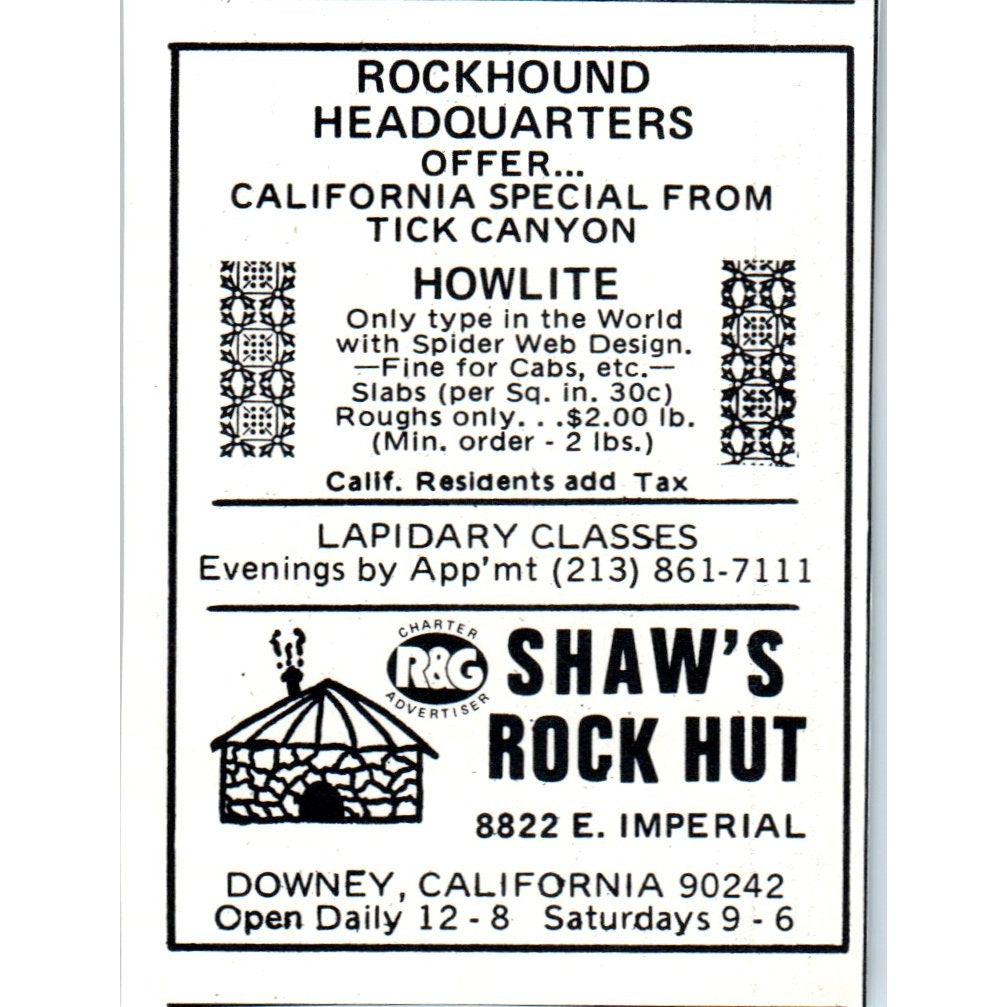 ROCKHOUND
HEADQUARTERS
OFFER...
CALIFORNIA SPECIAL FROM
TICK CANYON
HOWLITE
Only type in the World
with Spider Web Design.
—Fine for Cabs, etc.—
Slabs (per Sq. in. 30c)
Roughs only. . .$2.00 lb.
(Min. order - 2 lbs.)
Calif. Residents add Tax
LAPIDARY CLASSES
Evenings by App'mt (213) 861-7111
CHARTER
R&G
ADVERTISER
SHAW'S
ROCK HUT
8822 E. IMPERIAL
DOWNEY, CALIFORNIA 90242
Open Daily 12 - 8 Saturdays 9 - 6